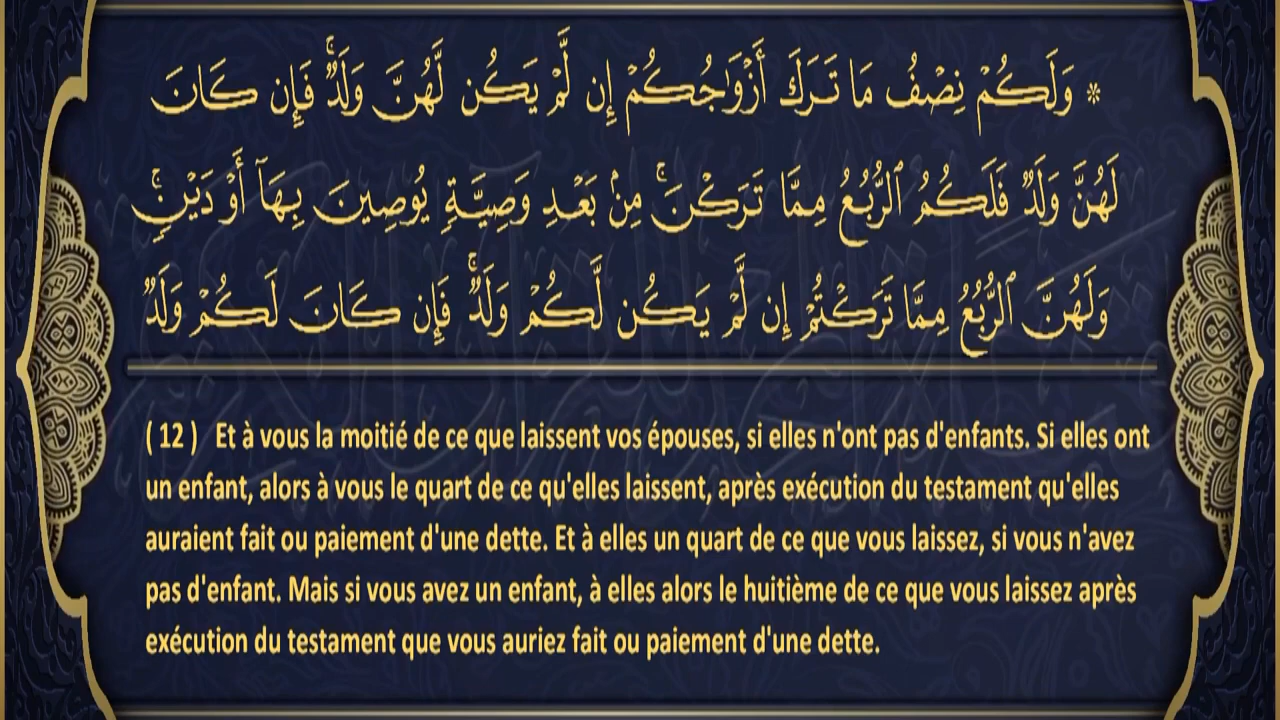 * وَلَكُمْ نِصْفُ مَا تَرَكَ أَزْوَٰجُكُمْ إِن لَّمْ يَكُن لَّهُنَّ وَلَدٌۚ فَإِن كَانَ
لَهُنَّ وَلَدٌ فَلَكُمُ ٱلرُّبُعُ مِمَّا تَرَكْنَۚ مِنۢ بَعْدِ وَصِيَّةٍ يُوصِينَ بِهَآ أَوْ دَيْنٍۚ
وَلَهُنَّ ٱلرُّبُعُ مِمَّا تَرَكْتُمْ إِن لَّمْ يَكُن لَّكُمْ وَلَدٌۚ فَإِن كَانَ لَكُمْ وَلَدٌ
( 12 ) Et à vous la moitié de ce que laissent vos épouses, si elles n'ont pas d'enfants. Si elles ont
un enfant, alors à vous le quart de ce qu'elles laissent, après exécution du testament qu'elles
auraient fait ou paiement d'une dette. Et à elles un quart de ce que vous laissez, si vous n'avez
pas d'enfant. Mais si vous avez un enfant, à elles alors le huitième de ce que vous laissez après
exécution du testament que vous auriez fait ou paiement d'une dette.